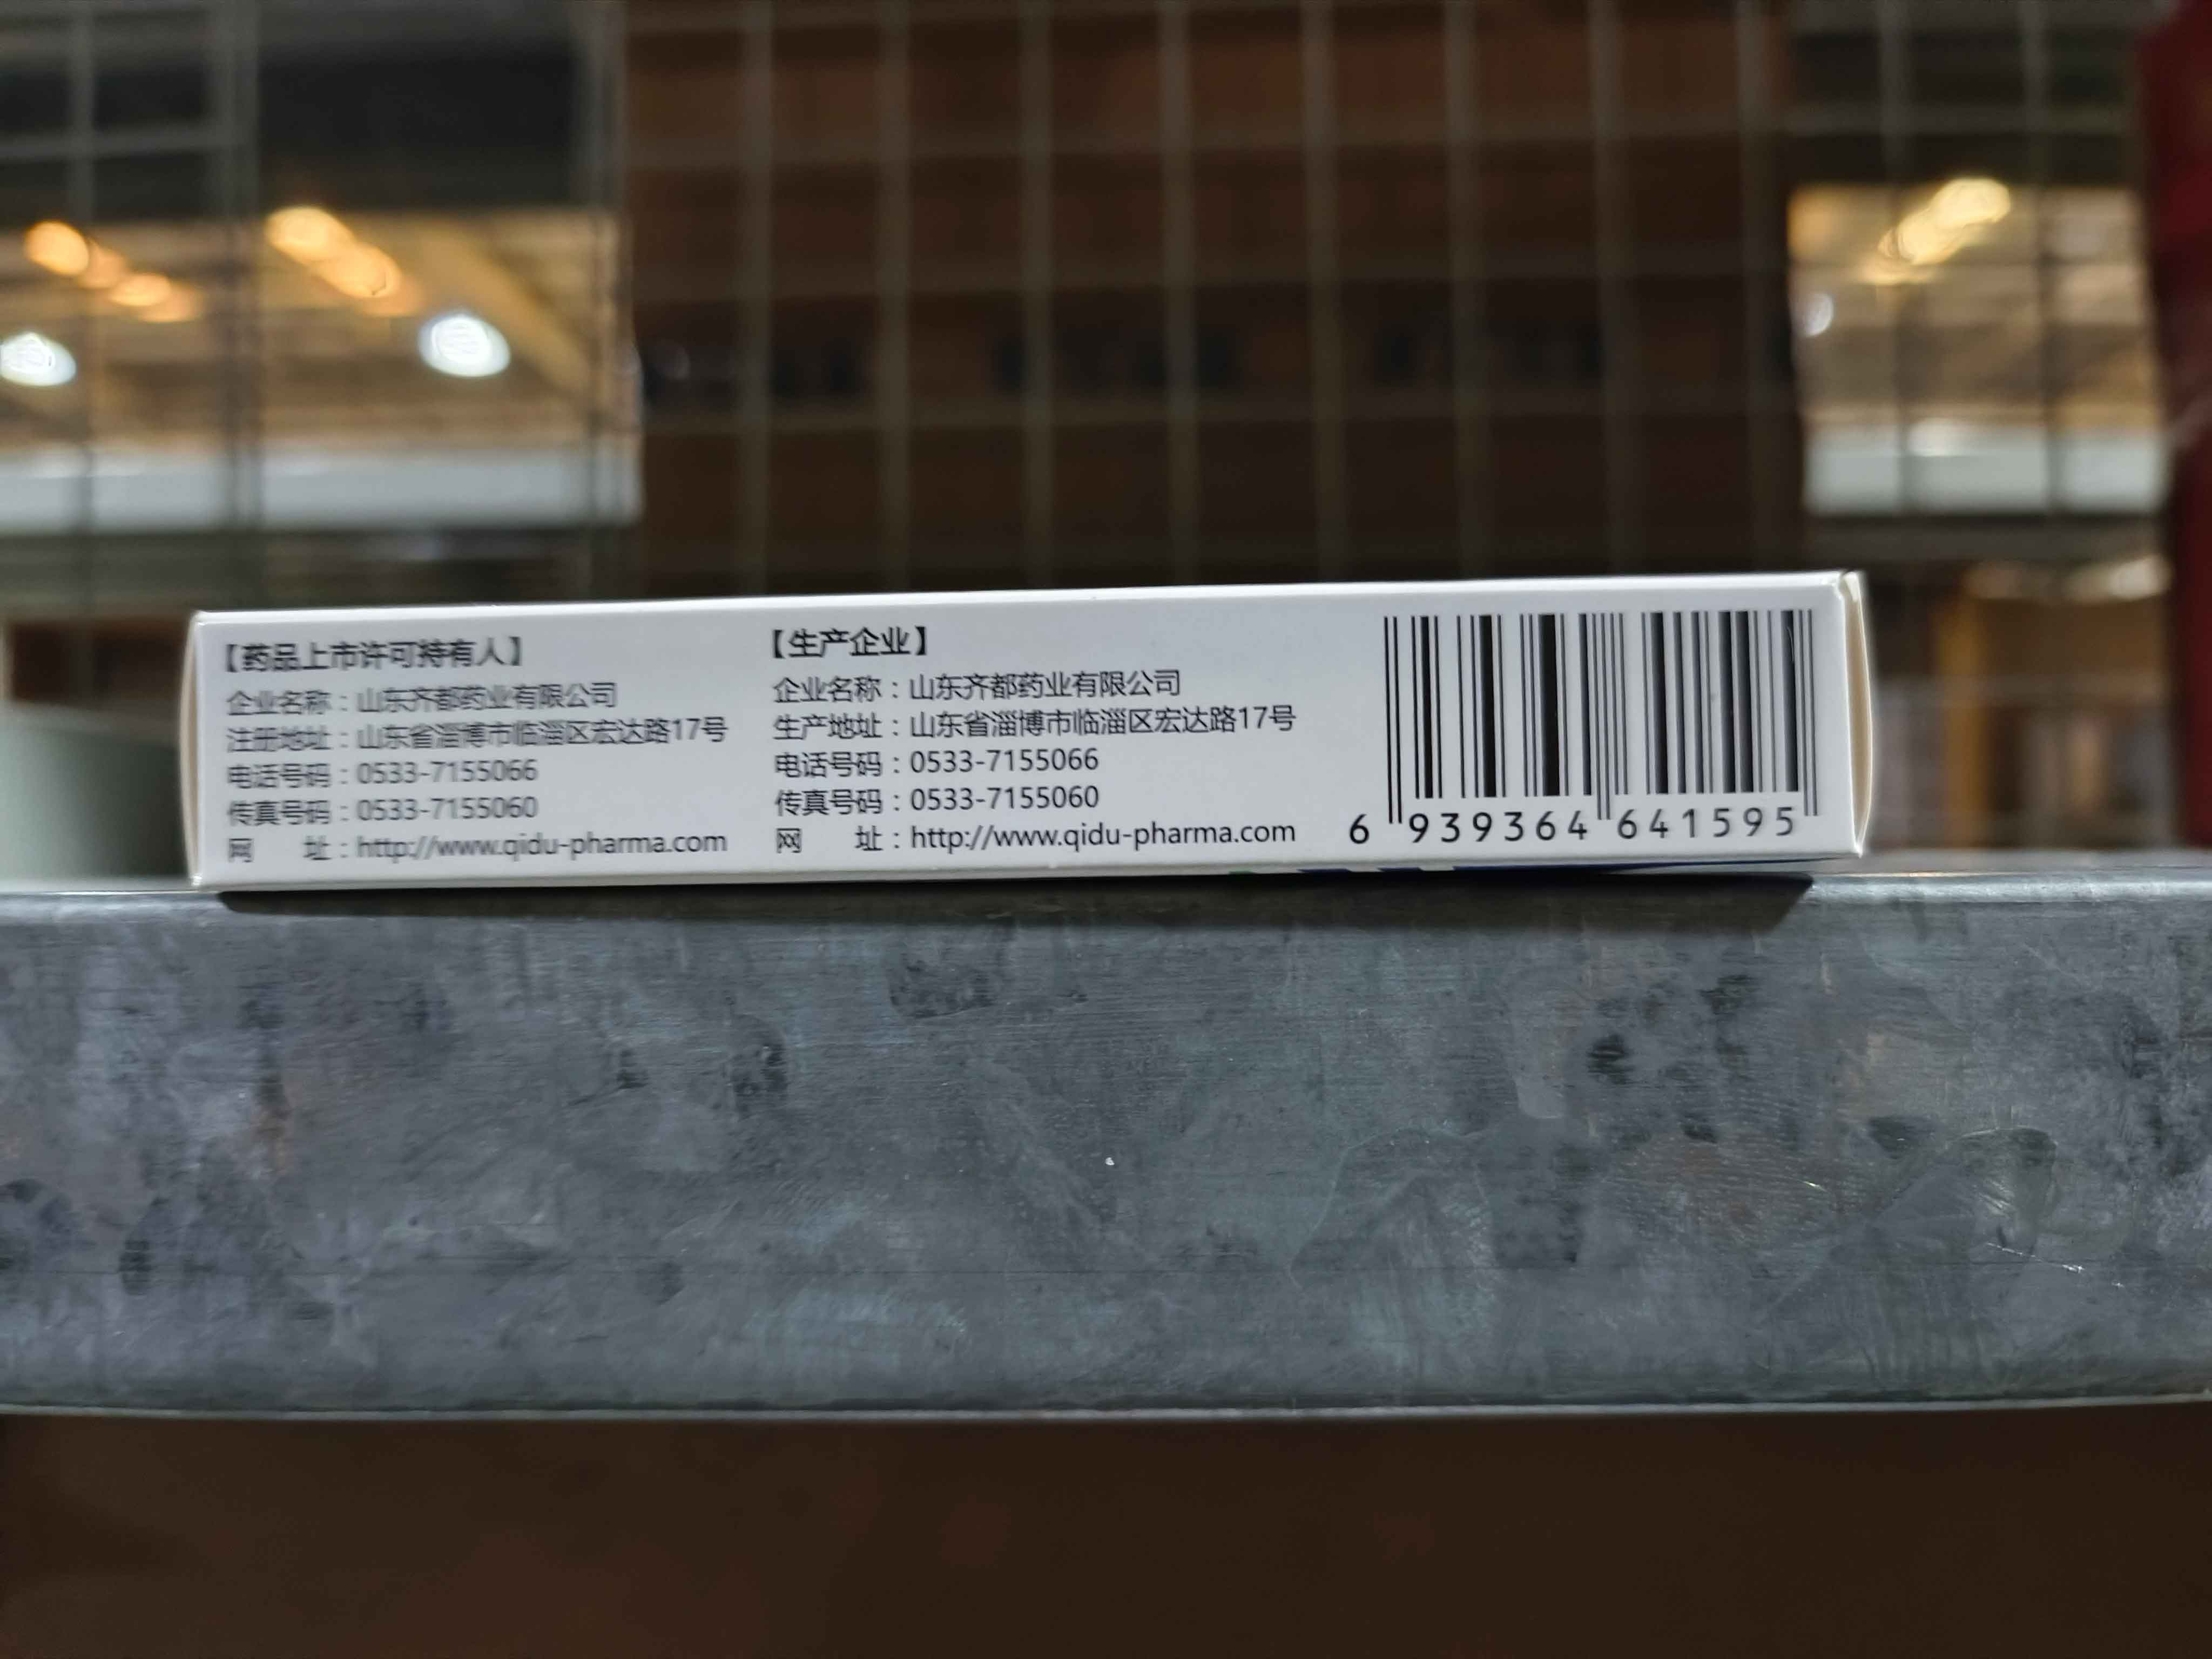 【药品上市许可持有人】
企业名称：山东齐都药业有限公司
注册地址：山东省淄博市临淄区宏达路17号
电话号码：0533-7155066
传真号码：0533-7155060
网 址：http://www.qidu-pharma.com
【生产企业】
企业名称：山东齐都药业有限公司
生产地址：山东省淄博市临淄区宏达路17号
电话号码：0533-7155066
传真号码：0533-7155060
网 址：http://www.qidu-pharma.com
6 939364 641595